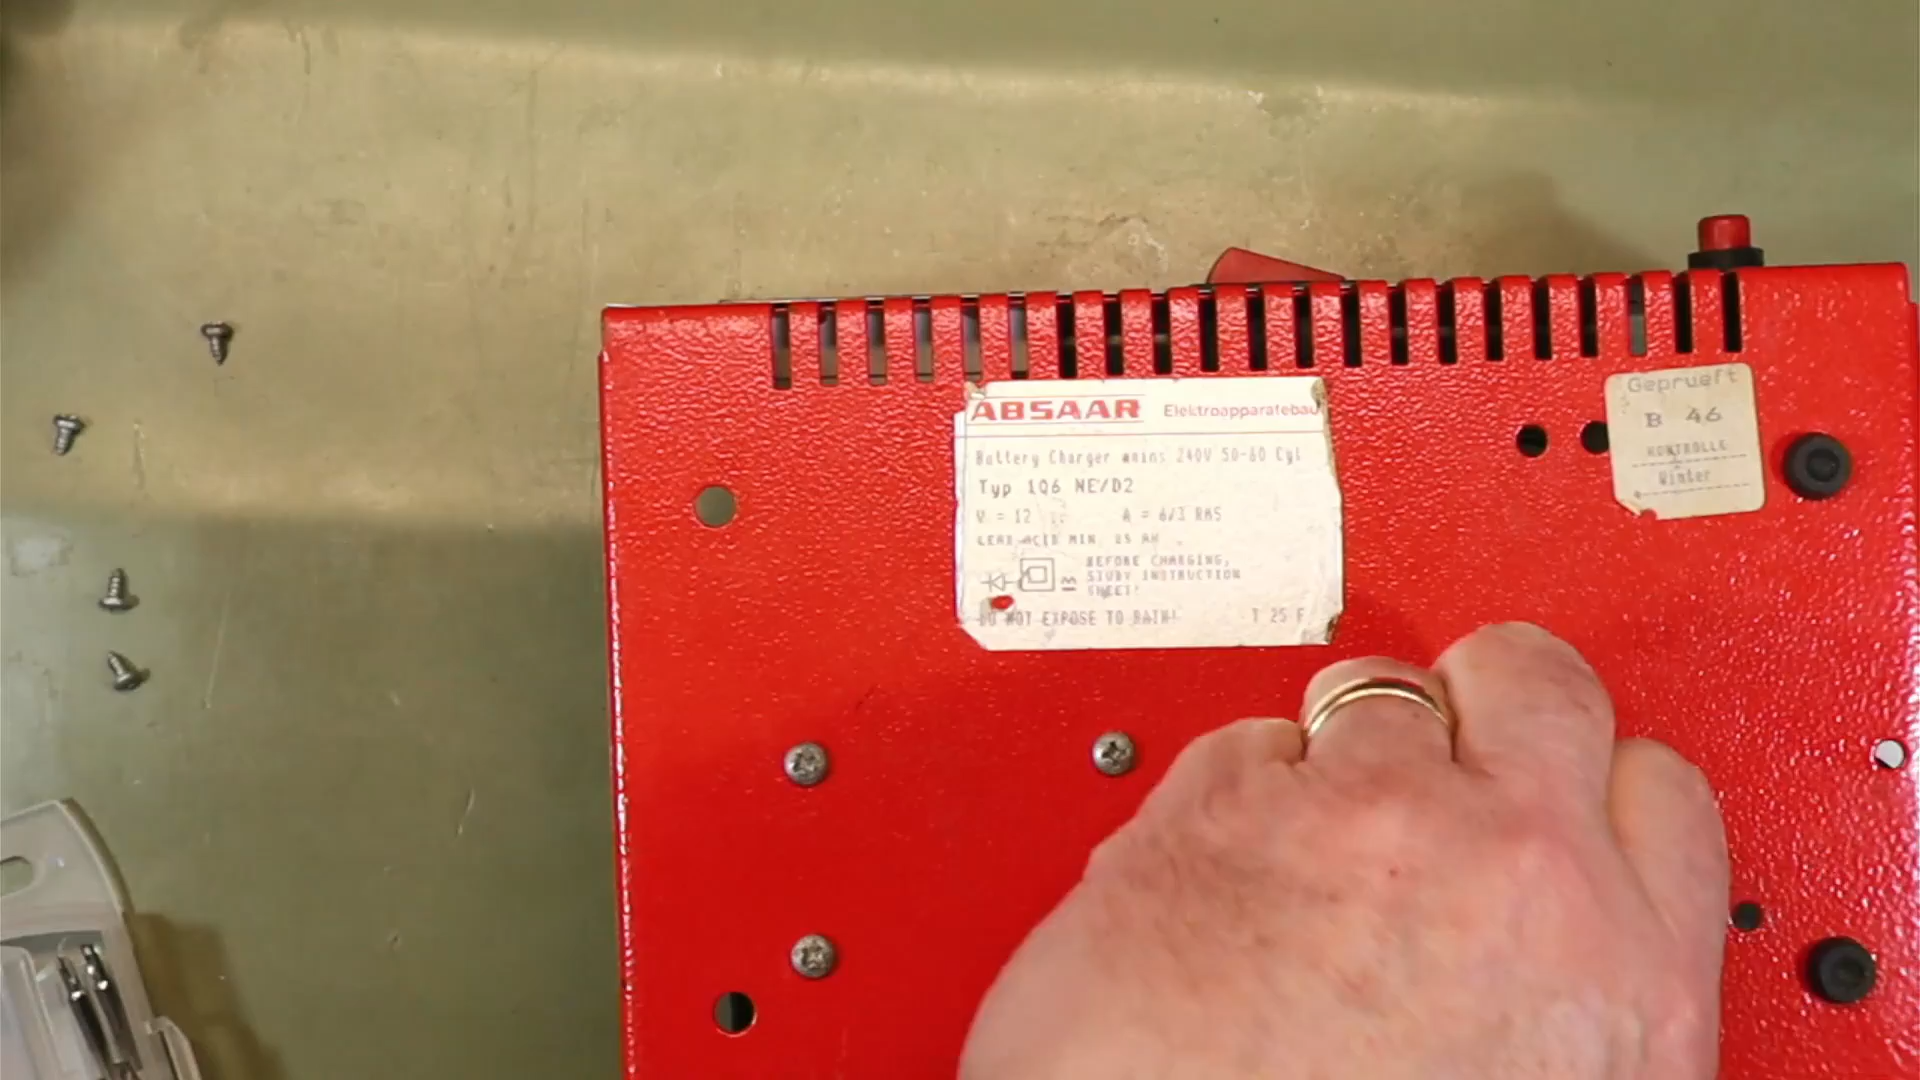 ABSAAR Elektroapparatebau
Battery Charger mains 240V 50-60 Cyl
Typ 106 NE/D2
V = 12 A = 6/3 RMS
LEAD ACID MIN. 25 AH
BEFORE CHARGING,
STUDY INSTRUCTION
SHEET!
DO NOT EXPOSE TO RAIN! T 25 F
Geprueft
B 46
KONTROLLE
Winter